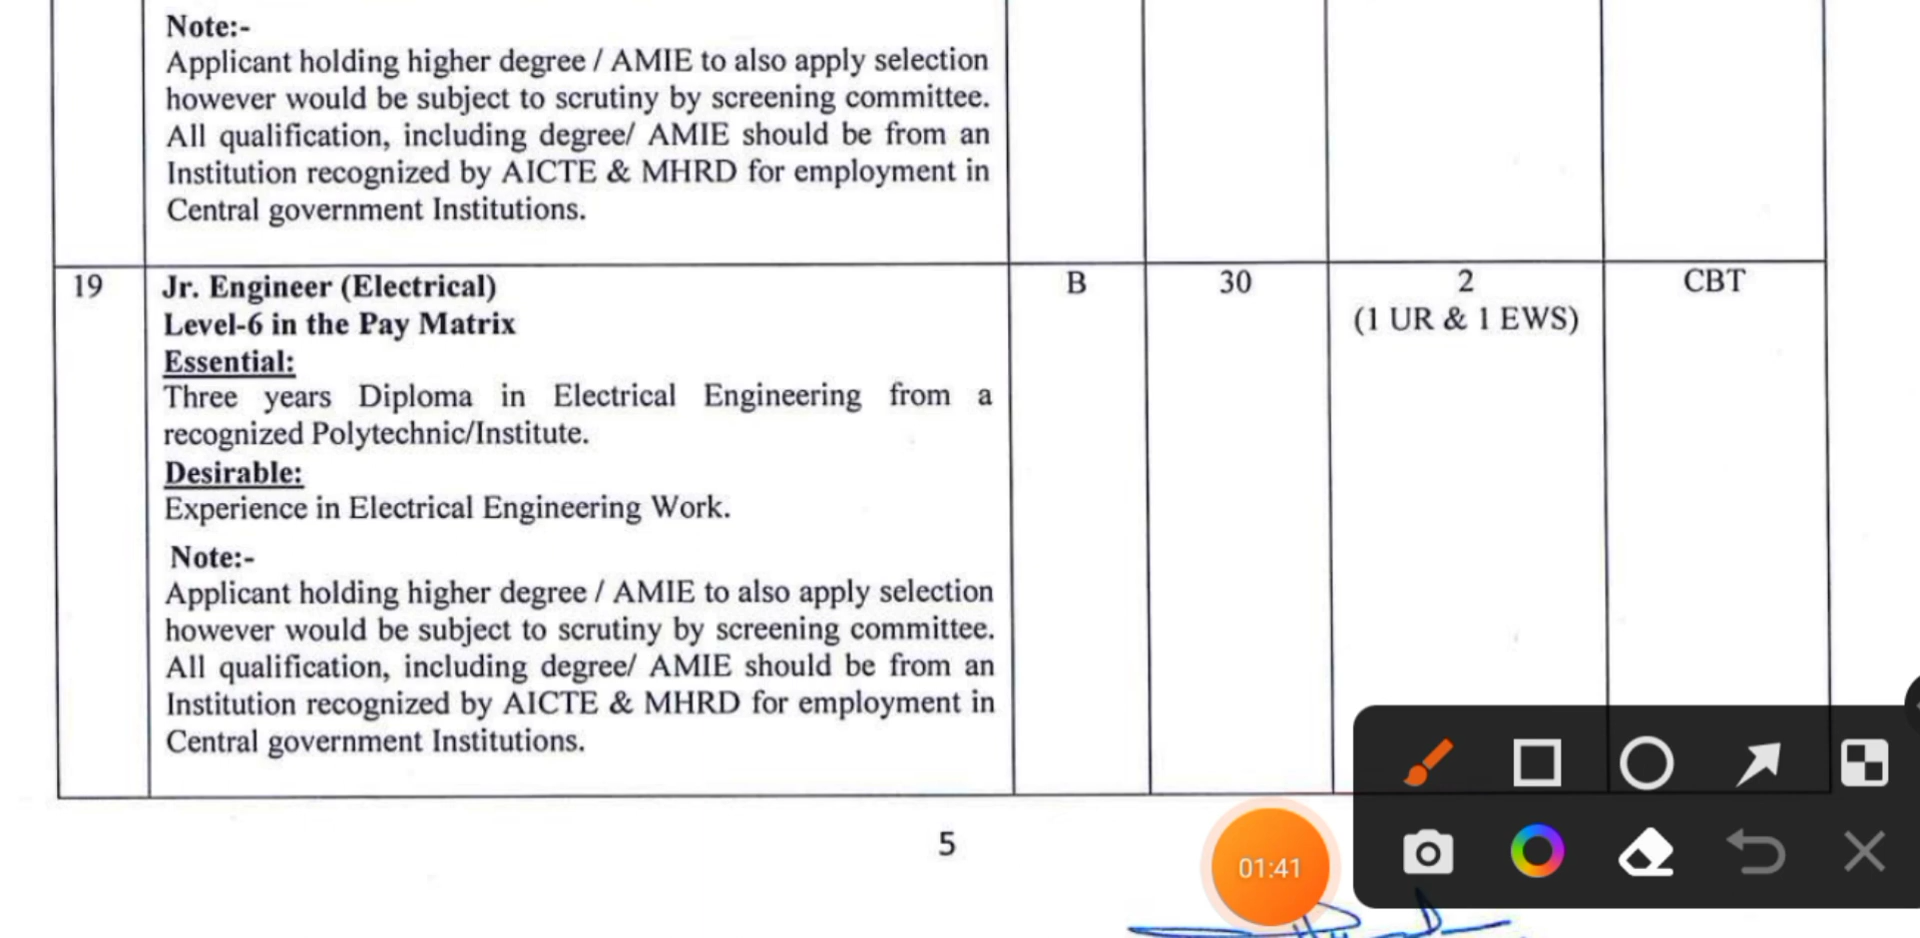 Note:-
Applicant holding higher degree / AMIE to also apply selection
however would be subject to scrutiny by screening committee.
All qualification, including degree/ AMIE should be from an
Institution recognized by AICTE & MHRD for employment in
Central government Institutions.
19
Jr. Engineer (Electrical)
B
30
2
CBT
Level-6 in the Pay Matrix
(1 UR & 1 EWS)
Essential:
Three years Diploma in Electrical Engineering from a
recognized Polytechnic/Institute.
Desirable:
Experience in Electrical Engineering Work.
Note:-
Applicant holding higher degree / AMIE to also apply selection
however would be subject to scrutiny by screening committee.
All qualification, including degree/ AMIE should be from an
Institution recognized by AICTE & MHRD for employment in
Central government Institutions.
5
01:41